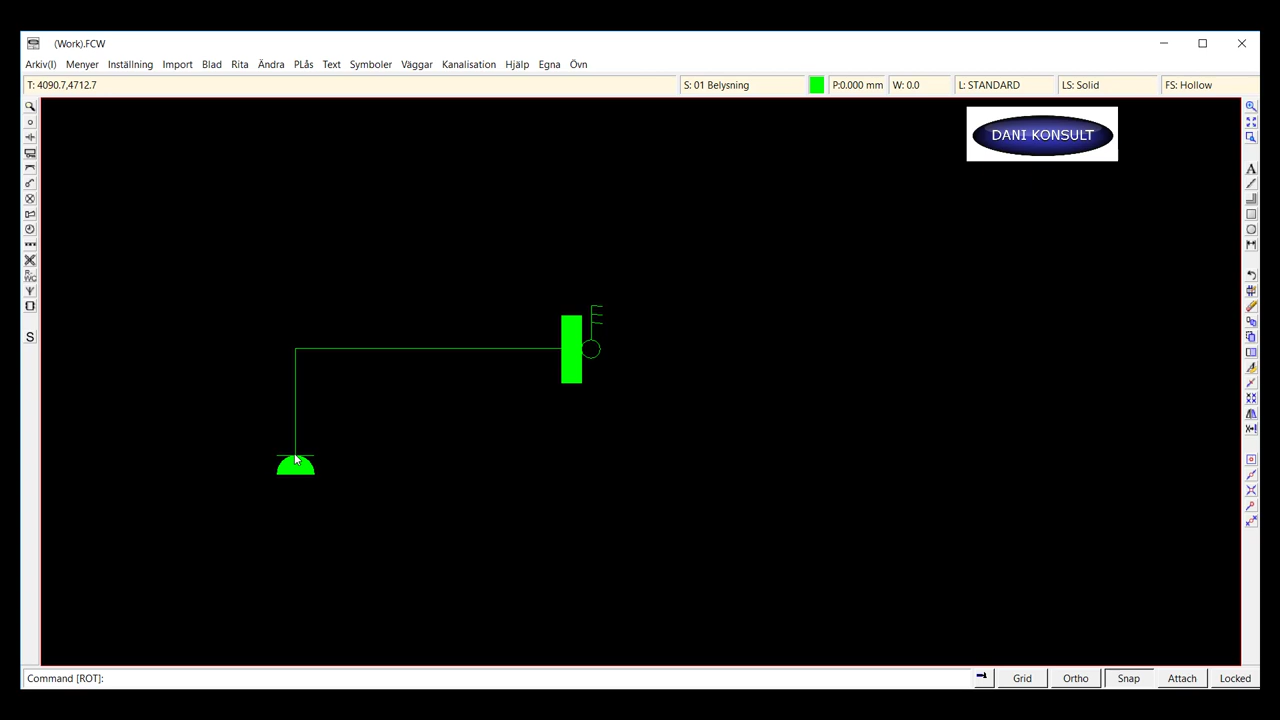 (Work).FCW
Arkiv(I) Menyer Inställning Import Blad Rita Ändra PLås Text Symboler Väggar Kanalisation Hjälp Egna Övn
T: 4090.7,4712.7 S: 01 Belysning P:0.000 mm W: 0.0 L: STANDARD LS: Solid FS: Hollow
DANI KONSULT
A
R-
WC
S
X+!
Command [ROT]: Grid Ortho Snap Attach Locked